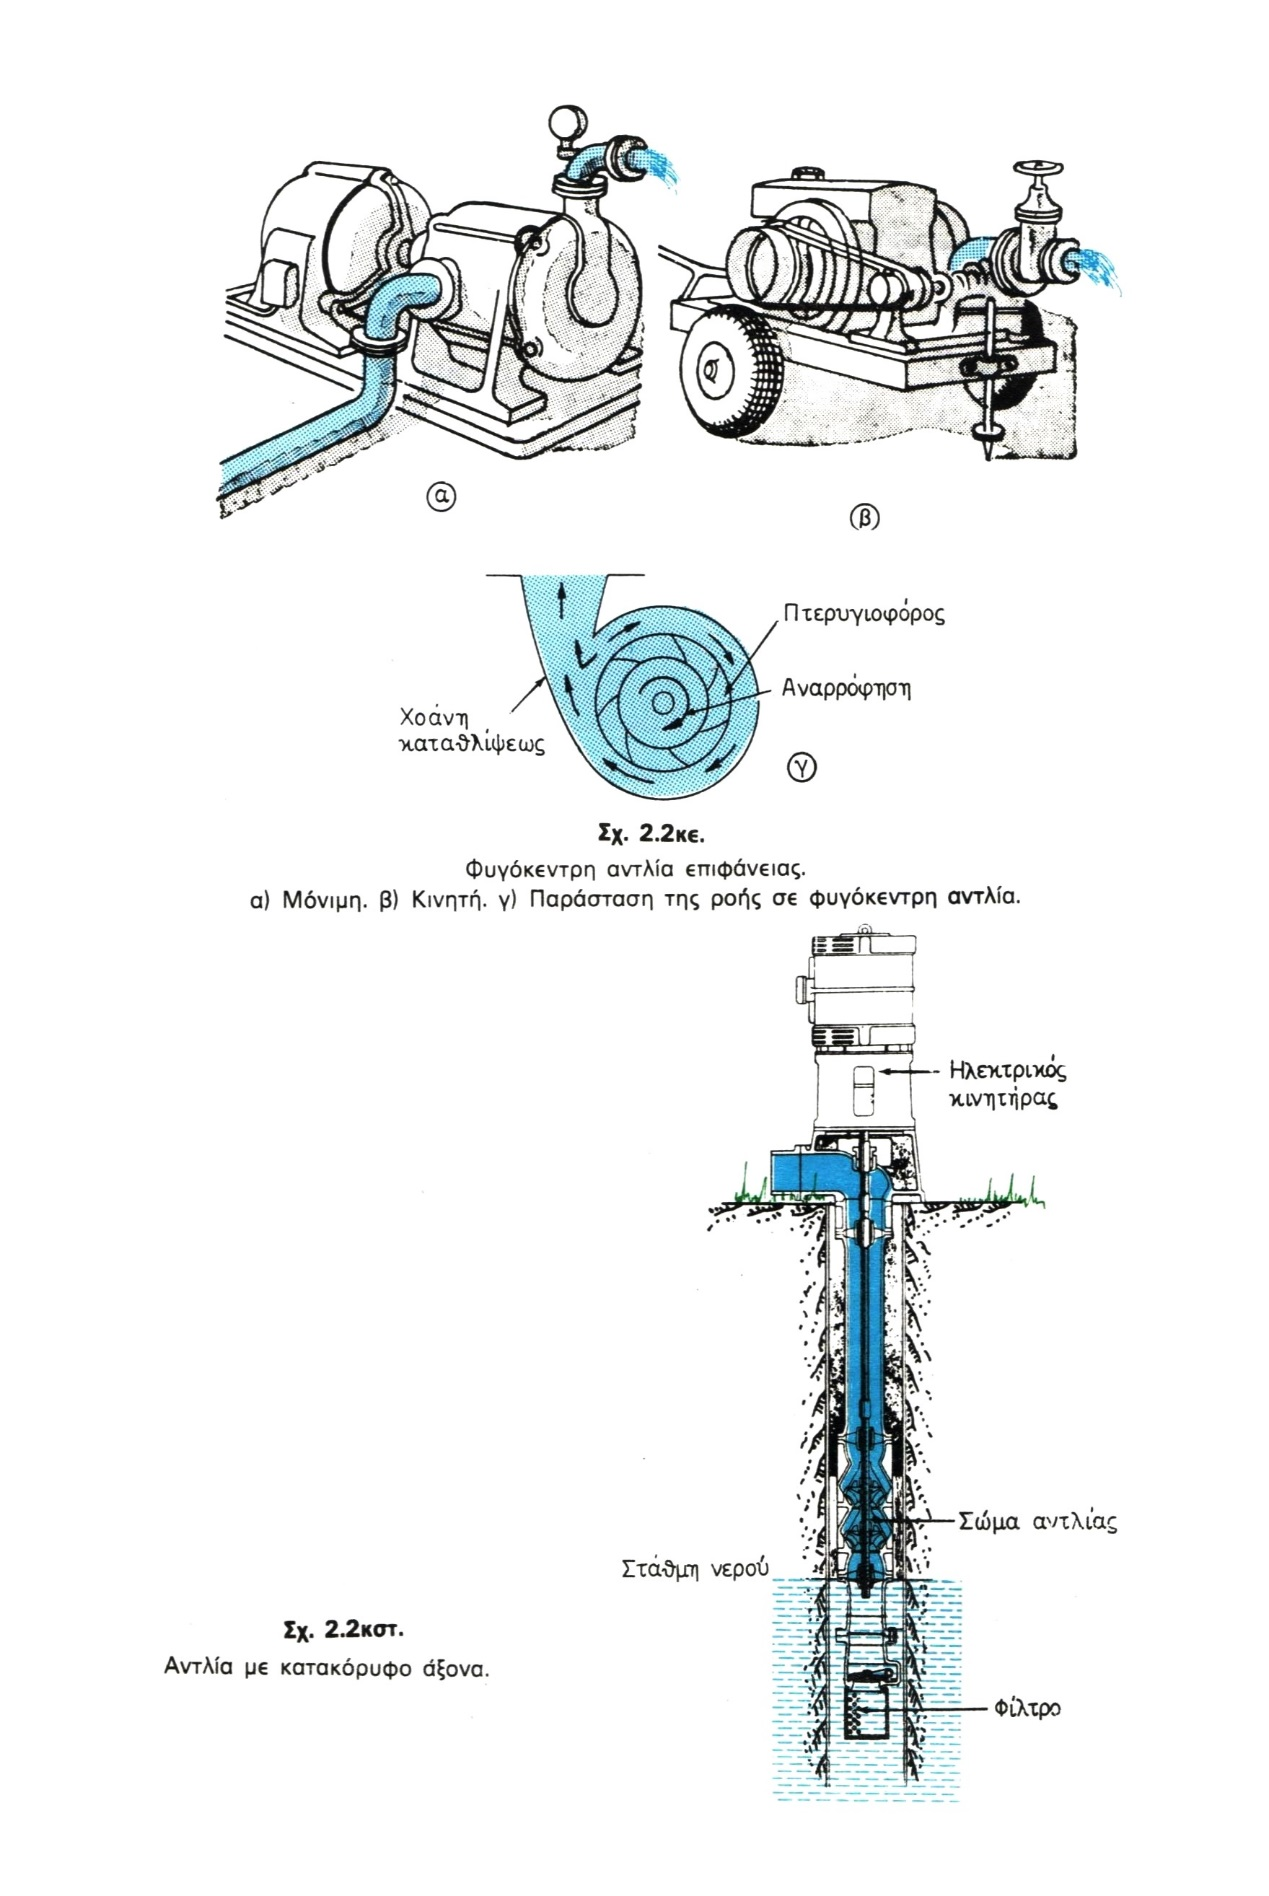 α
β
Πτερυγιοφόρος
Αναρρόφηση
Χοάνη
καταθλίψεως
γ
Σχ. 2.2κε.
Φυγόκεντρη αντλία επιφάνειας.
α) Μόνιμη. β) Κινητή. γ) Παράσταση της ροής σε φυγόκεντρη αντλία.
Ηλεκτρικός
κινητήρας
Σώμα αντλίας
Στάθμη νερού
Σχ. 2.2κστ.
Αντλία με κατακόρυφο άξονα.
Φίλτρο